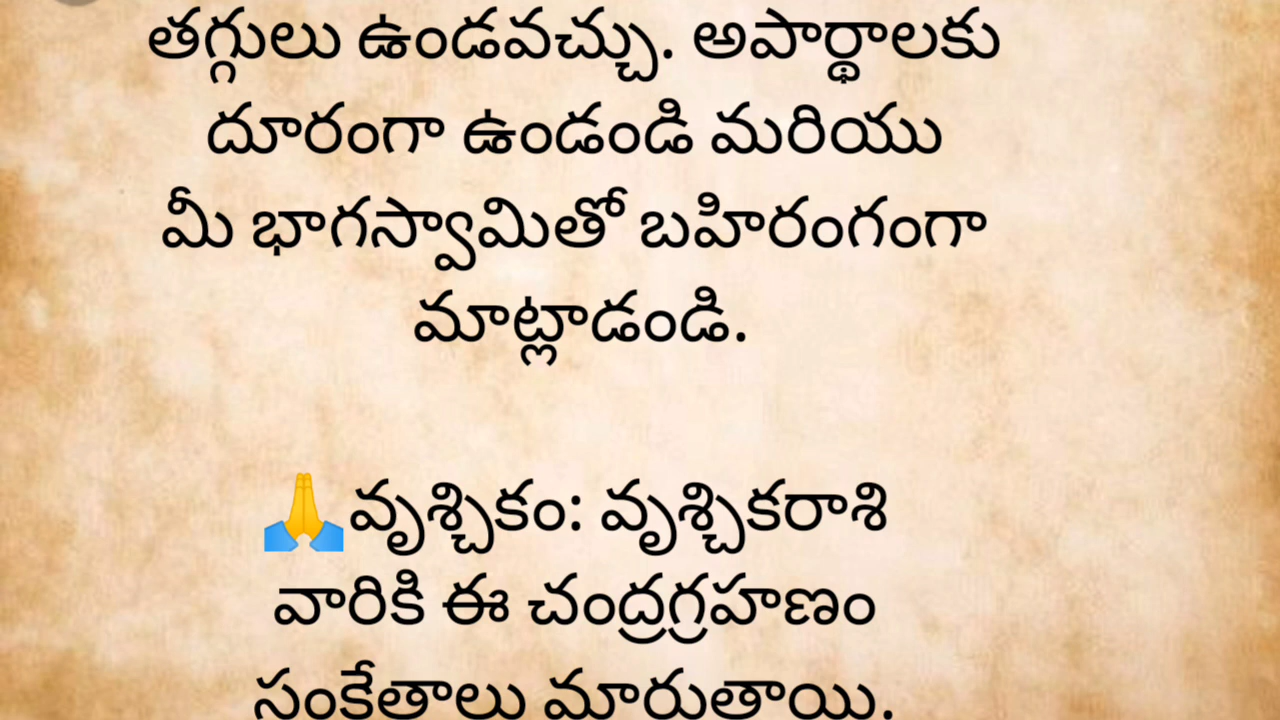 తగ్గులు ఉండవచ్చు. అపార్థాలకు
దూరంగా ఉండండి మరియు
మీ భాగస్వామితో బహిరంగంగా
మాట్లాడండి.
🙏వృశ్చికం: వృశ్చికరాశి
వారికి ఈ చంద్రగ్రహణం
సంకేతాలు మారుతాయి.